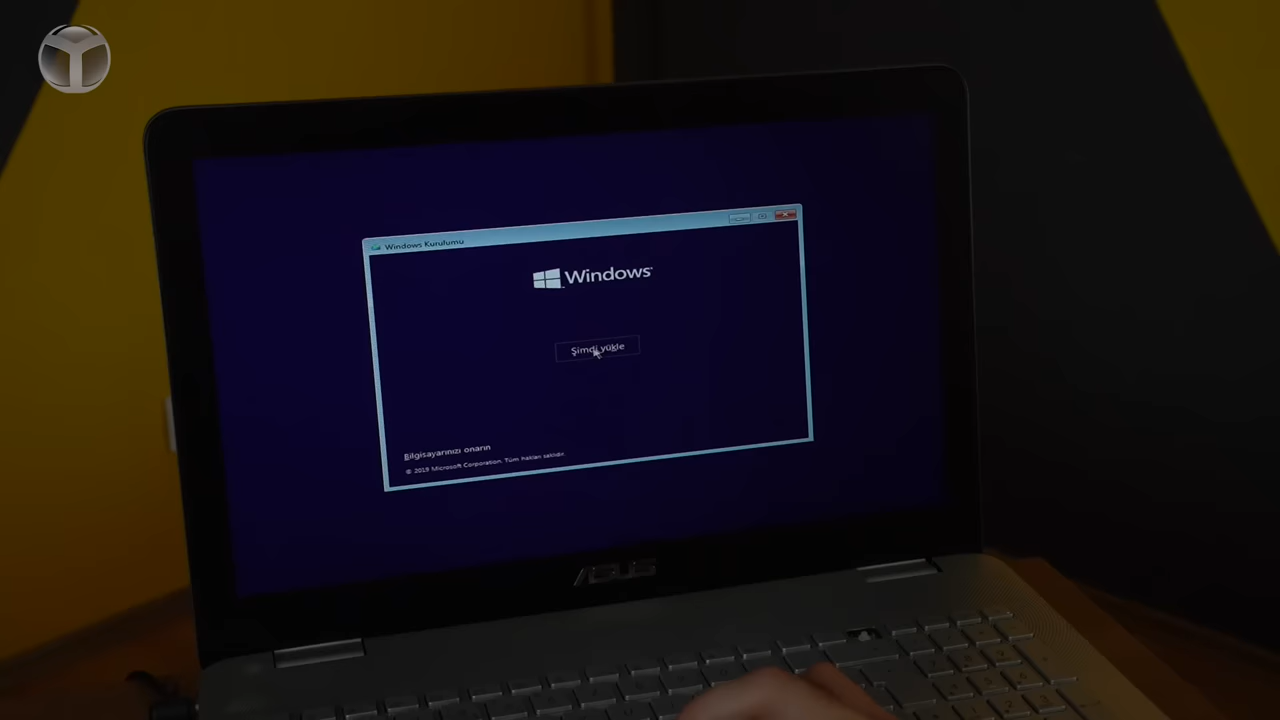 Windows Kurulumu
Windows
Şimdi yükle
Bilgisayarınızı onarın
© 2019 Microsoft Corporation. Tüm hakları saklıdır.
ASUS